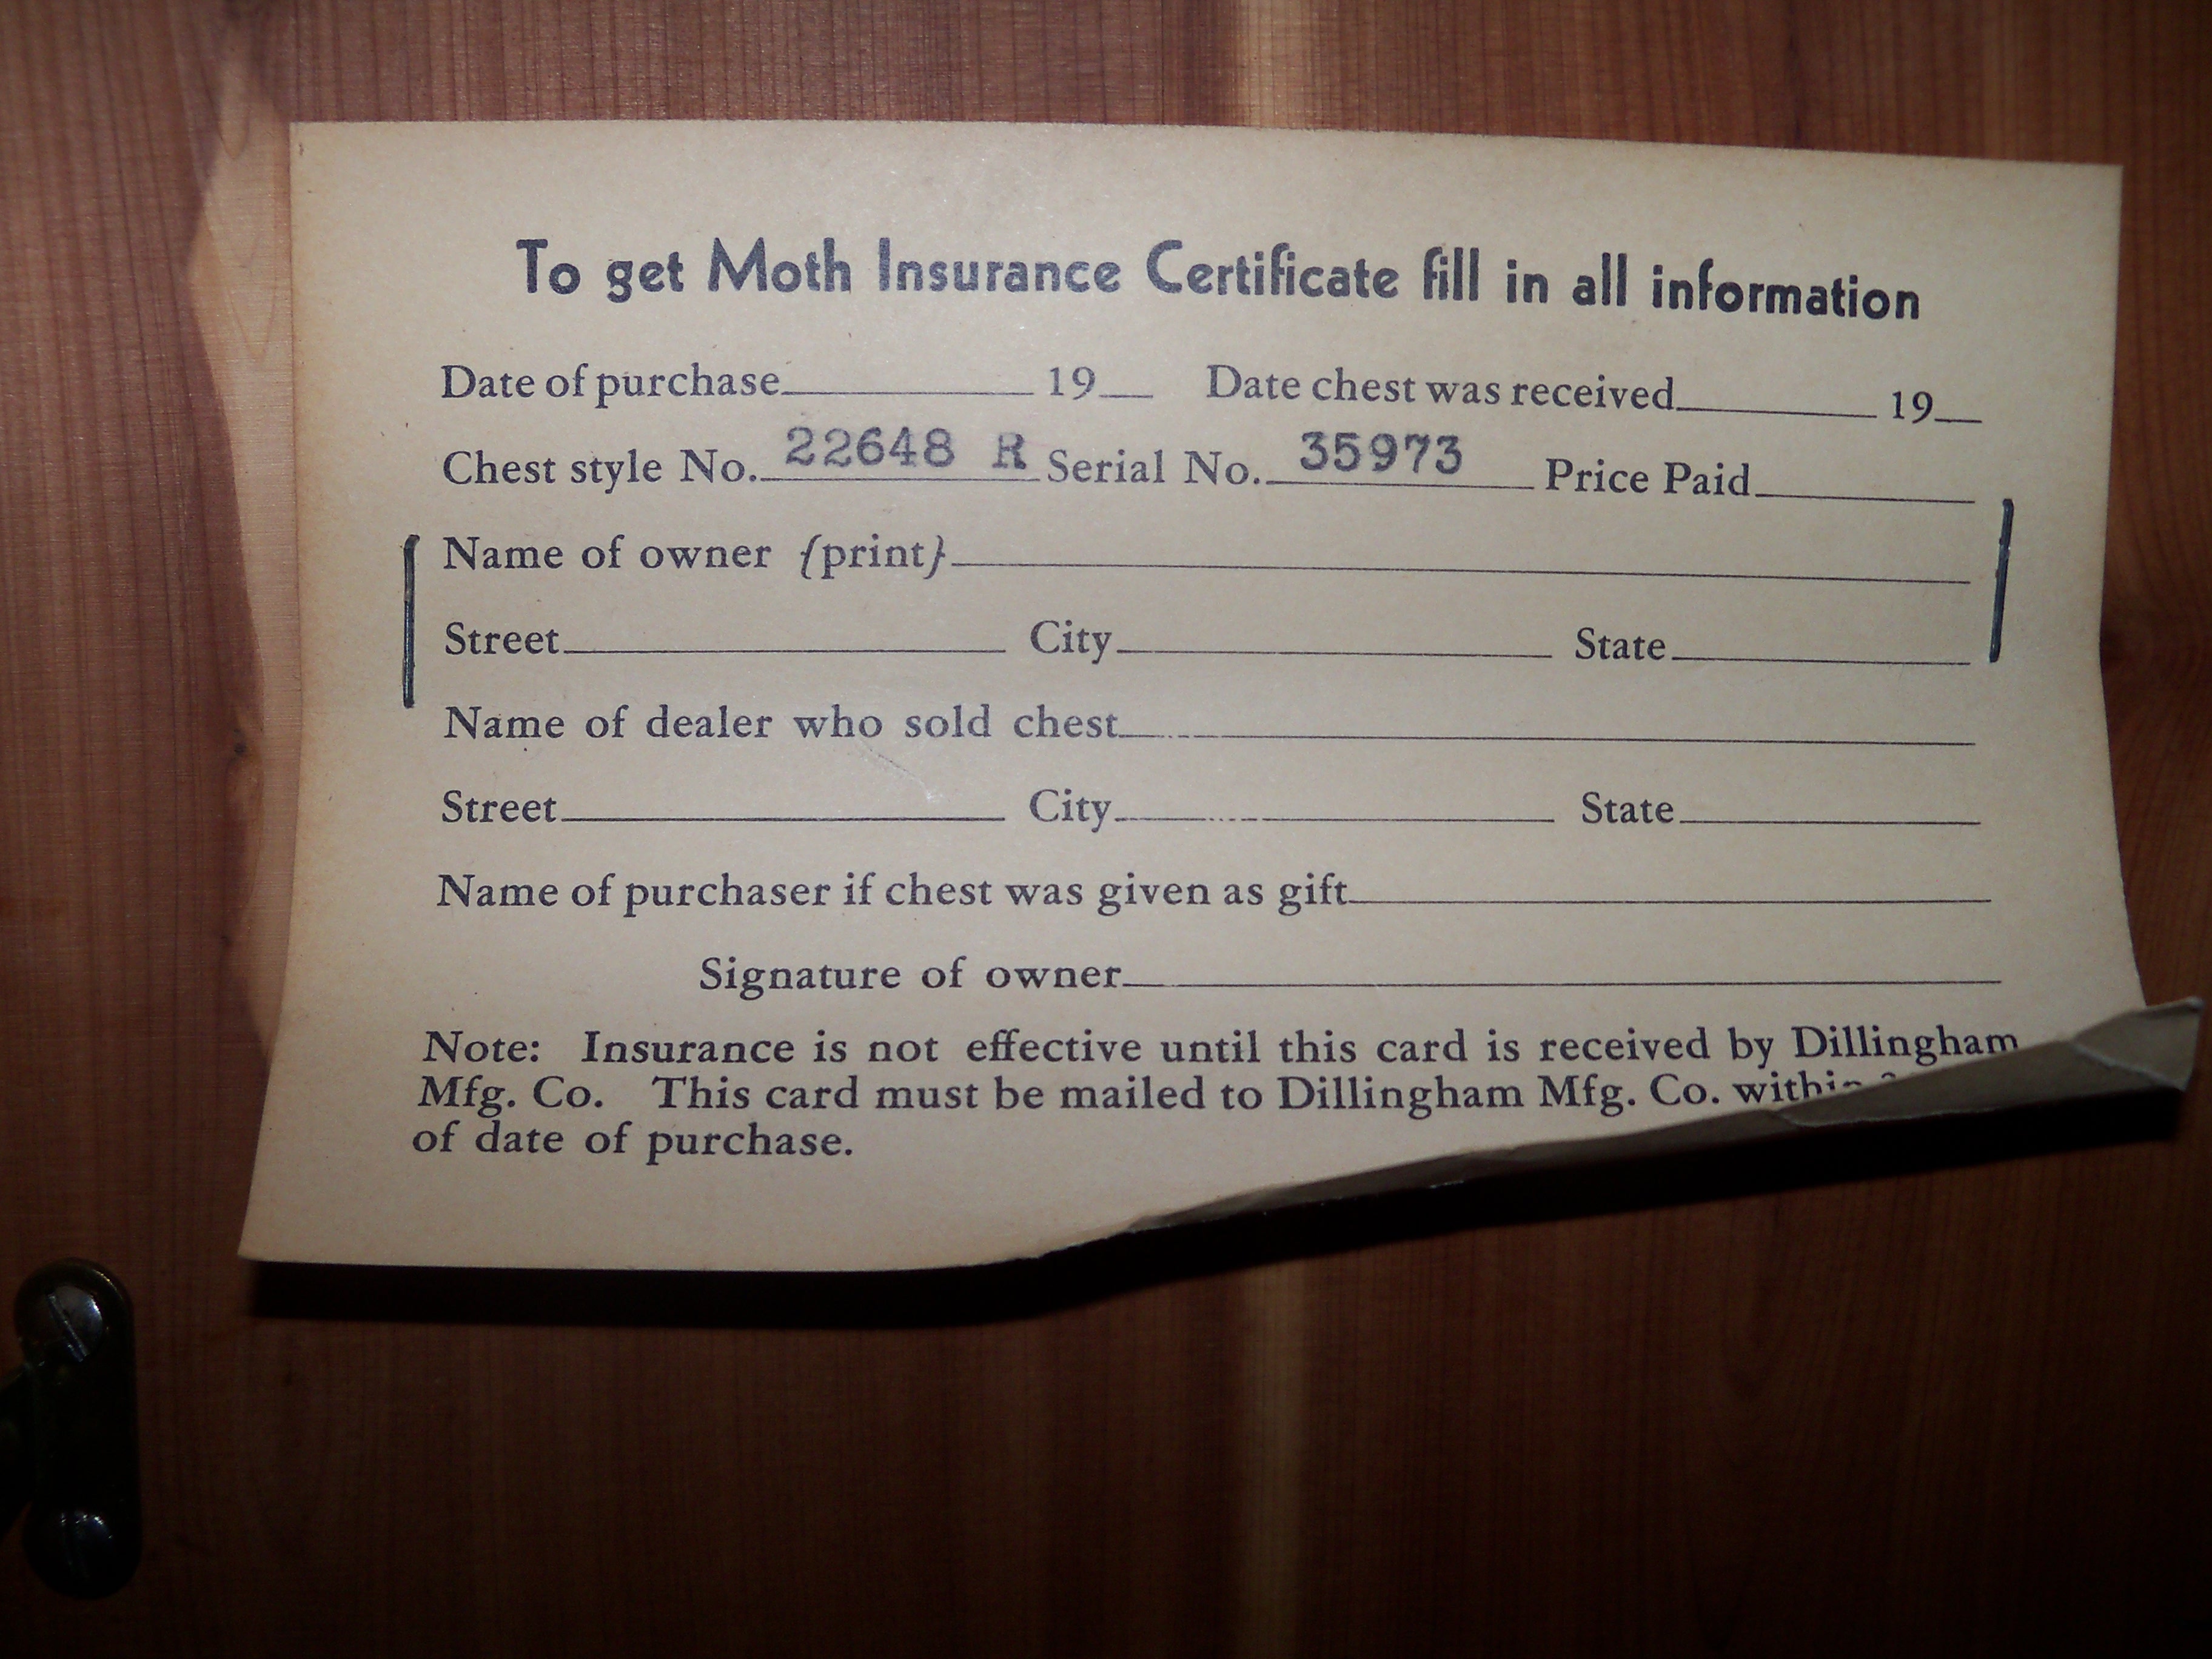 To get Moth Insurance Certificate fill in all information
Date of purchase 19 Date chest was received 19
Chest style No. 22648 R Serial No. 35973 Price Paid
Name of owner {print}
Street City State
Name of dealer who sold chest
Street City State
Name of purchaser if chest was given as gift
Signature of owner
Note: Insurance is not effective until this card is received by Dillingham
Mfg. Co. This card must be mailed to Dillingham Mfg. Co. within
of date of purchase.